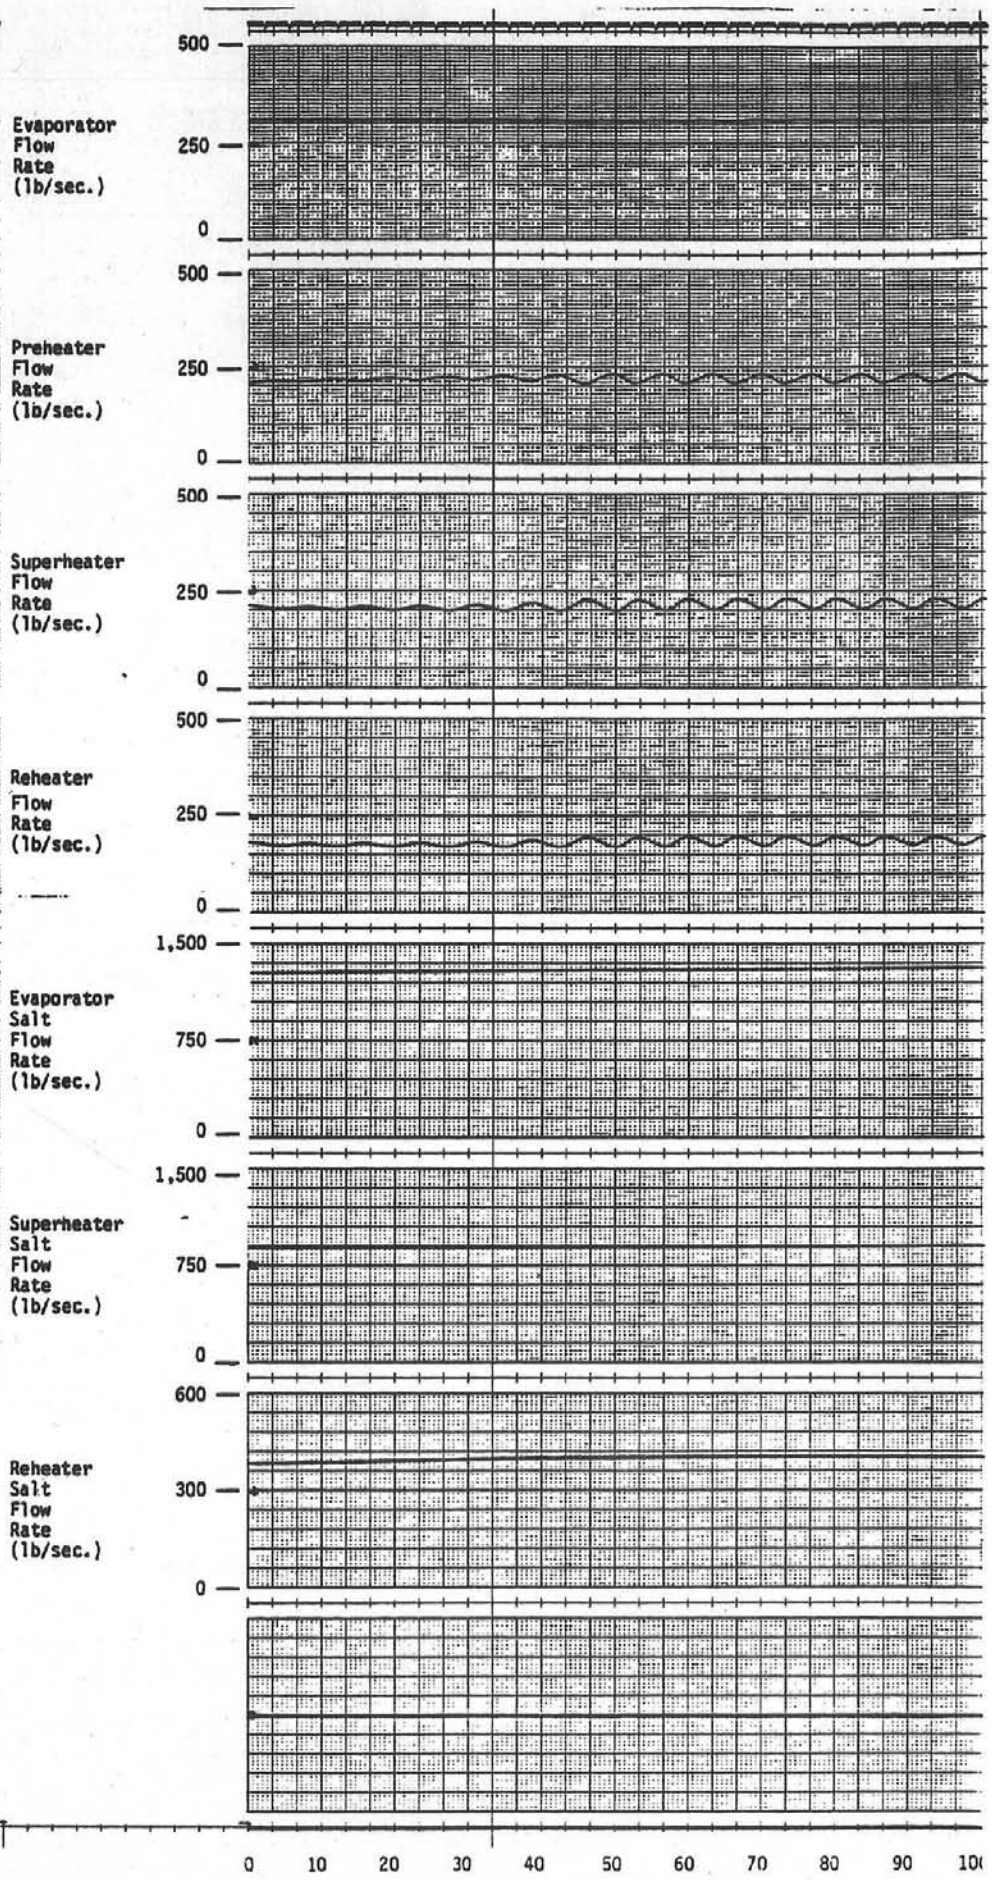 500
Evaporator
Flow
250
Rate
(lb/sec.)
0
500
Preheater
Flow
250
Rate
(lb/sec.)
0
500
Superheater
Flow
250
Rate
(lb/sec.)
0
500
Reheater
Flow
250
Rate
(lb/sec.)
0
1,500
Evaporator
Salt
Flow
750
Rate
(lb/sec.)
0
1,500
Superheater
Salt
Flow
750
Rate
(lb/sec.)
0
600
Reheater
Salt
300
Flow
Rate
(lb/sec.)
0
0 10 20 30 40 50 60 70 80 90 100